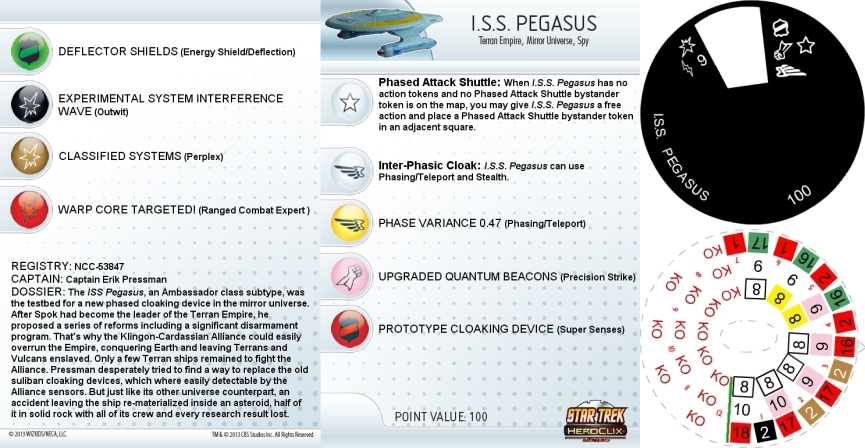 DEFLECTOR SHIELDS (Energy Shield/Deflection)
EXPERIMENTAL SYSTEM INTERFERENCE
WAVE (Outwit)
CLASSIFIED SYSTEMS (Perplex)
WARP CORE TARGETED! (Ranged Combat Expert )
REGISTRY: NCC-53847
CAPTAIN: Captain Erik Pressman
DOSSIER: The ISS Pegasus, an Ambassador class subtype, was
the testbed for a new phased cloaking device in the mirror universe.
After Spok had become the leader of the Terran Empire, he
proposed a series of reforms including a significant disarmament
program. That's why the Klingon-Cardassian Alliance could easily
overrun the Empire, conquering Earth and leaving Terrans and
Vulcans enslaved. Only a few Terran ships remained to fight the
Alliance. Pressman desperately tried to find a way to replace the old
suliban cloaking devices, which where easily detectable by the
Alliance sensors. But just like its other universe counterpart, an
accident leaving the ship re-materialized inside an asteroid, half of
it in solid rock with all of its crew and every research result lost.
© 2013 WIZKIDS/NECA, LLC.
TM & © 2013 CBS Studios Inc. All Rights Reserved.
I.S.S. PEGASUS
Terran Empire, Mirror Universe, Spy
Phased Attack Shuttle: When I.S.S. Pegasus has no
action tokens and no Phased Attack Shuttle bystander
token is on the map, you may give I.S.S. Pegasus a free
action and place a Phased Attack Shuttle bystander token
in an adjacent square.
Inter-Phasic Cloak: I.S.S. Pegasus can use
Phasing/Teleport and Stealth.
PHASE VARIANCE 0.47 (Phasing/Teleport)
UPGRADED QUANTUM BEACONS (Precision Strike)
PROTOTYPE CLOAKING DEVICE (Super Senses)
POINT VALUE: 100
STAR TREK
HEROCLIX
9
I.S.S. PEGASUS
100
KO 1 17 1 16 2 16 2 16 2 17 2 17 2 18
KO 9 9 9 9 9 9 10 10
KO 8 8 8 8 8 8 8 8
KO KO KO KO KO KO KO KO KO KO